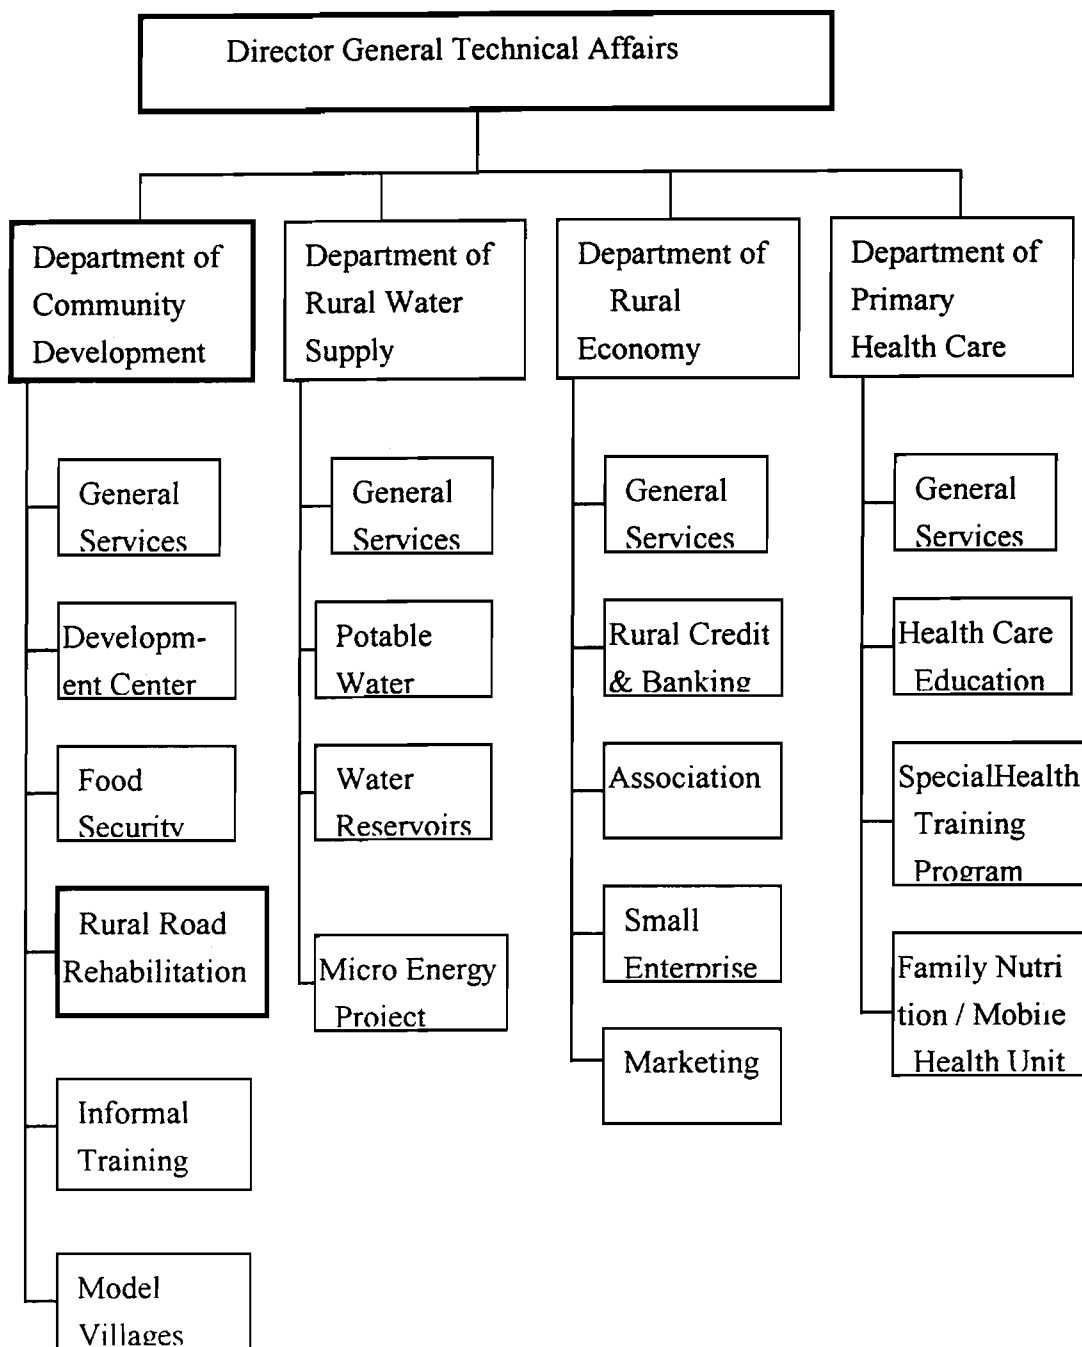 Director General Technical Affairs
Department of
Community
Development
Department of
Rural Water
Supply
Department of
Rural
Economy
Department of
Primary
Health Care
General
Services
Developm-
ent Center
Food
Security
Rural Road
Rehabilitation
Informal
Training
Model
Villages
General
Services
Potable
Water
Water
Reservoirs
Micro Energy
Project
General
Services
Rural Credit
& Banking
Association
Small
Enterprise
Marketing
General
Services
Health Care
Education
SpecialHealth
Training
Program
Family Nutri
tion / Mobile
Health Unit